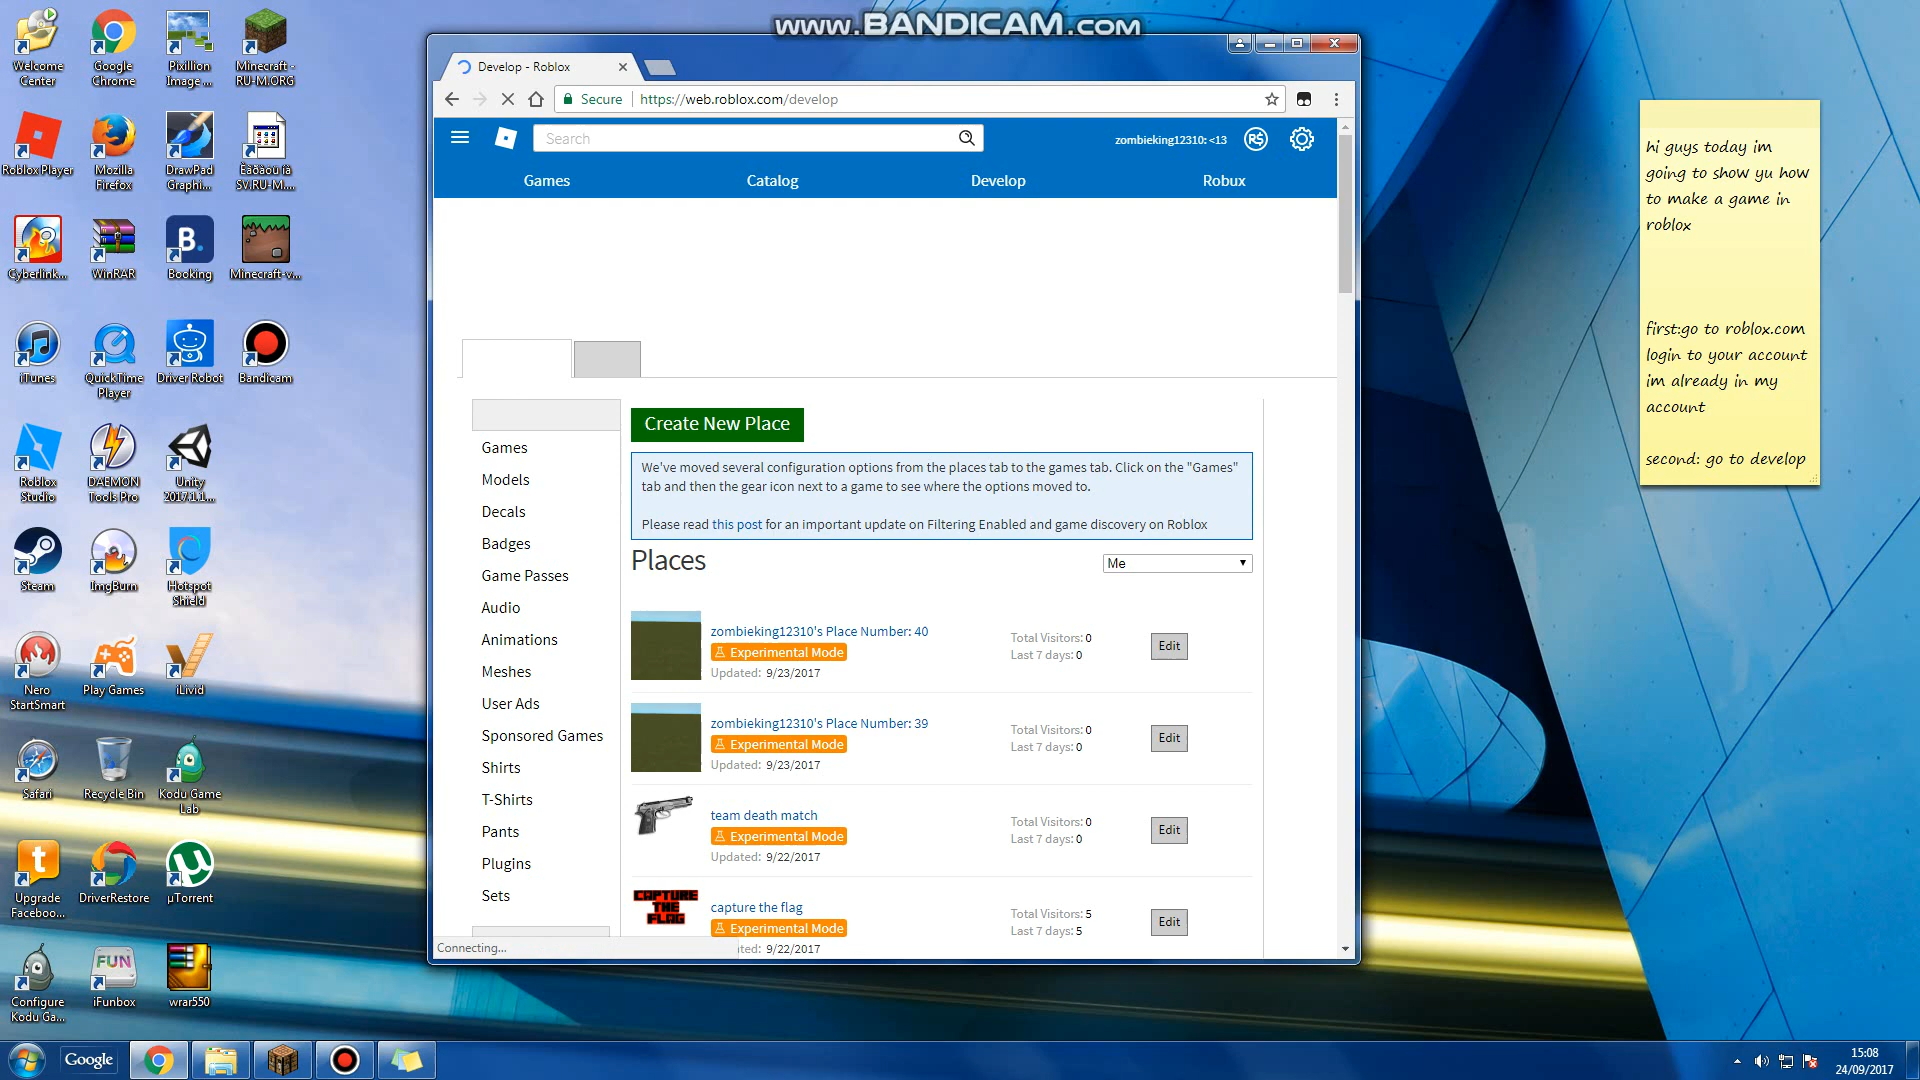 www.BANDICAM.com
Welcome Center
Google Chrome
Pixillion Image ...
Minecraft - RU-M.ORG
Roblox Player
Mozilla Firefox
DrawPad Graphi...
SV.RU-M....
Cyberlink...
WinRAR
Booking
Minecraft-v...
iTunes
QuickTime Player
Driver Robot
Bandicam
Roblox Studio
DAEMON Tools Pro
Unity 2017.1.1...
Steam
ImgBurn
Hotspot Shield
Nero StartSmart
Play Games
iLivid
Safari
Recycle Bin
Kodu Game Lab
Upgrade Faceboo...
DriverRestore
µTorrent
Configure Kodu Ga...
FUN
iFunbox
wrar550
Develop - Roblox
Secure
https://web.roblox.com/develop
Search
zombieking12310: <13
R$
Games
Catalog
Develop
Robux
Games
Models
Decals
Badges
Game Passes
Audio
Animations
Meshes
User Ads
Sponsored Games
Shirts
T-Shirts
Pants
Plugins
Sets
Create New Place
We've moved several configuration options from the places tab to the games tab. Click on the "Games"
tab and then the gear icon next to a game to see where the options moved to.
Please read this post for an important update on Filtering Enabled and game discovery on Roblox
Places
Me
zombieking12310's Place Number: 40
Experimental Mode
Updated: 9/23/2017
Total Visitors: 0
Last 7 days: 0
Edit
zombieking12310's Place Number: 39
Experimental Mode
Updated: 9/23/2017
Total Visitors: 0
Last 7 days: 0
Edit
team death match
Experimental Mode
Updated: 9/22/2017
Total Visitors: 0
Last 7 days: 0
Edit
CAPTURE
THE
FLAG
capture the flag
Experimental Mode
ated: 9/22/2017
Total Visitors: 5
Last 7 days: 5
Edit
Connecting...
hi guys today im
going to show yu how
to make a game in
roblox
first:go to roblox.com
login to your account
im already in my
account
second: go to develop
Google
15:08
24/09/2017